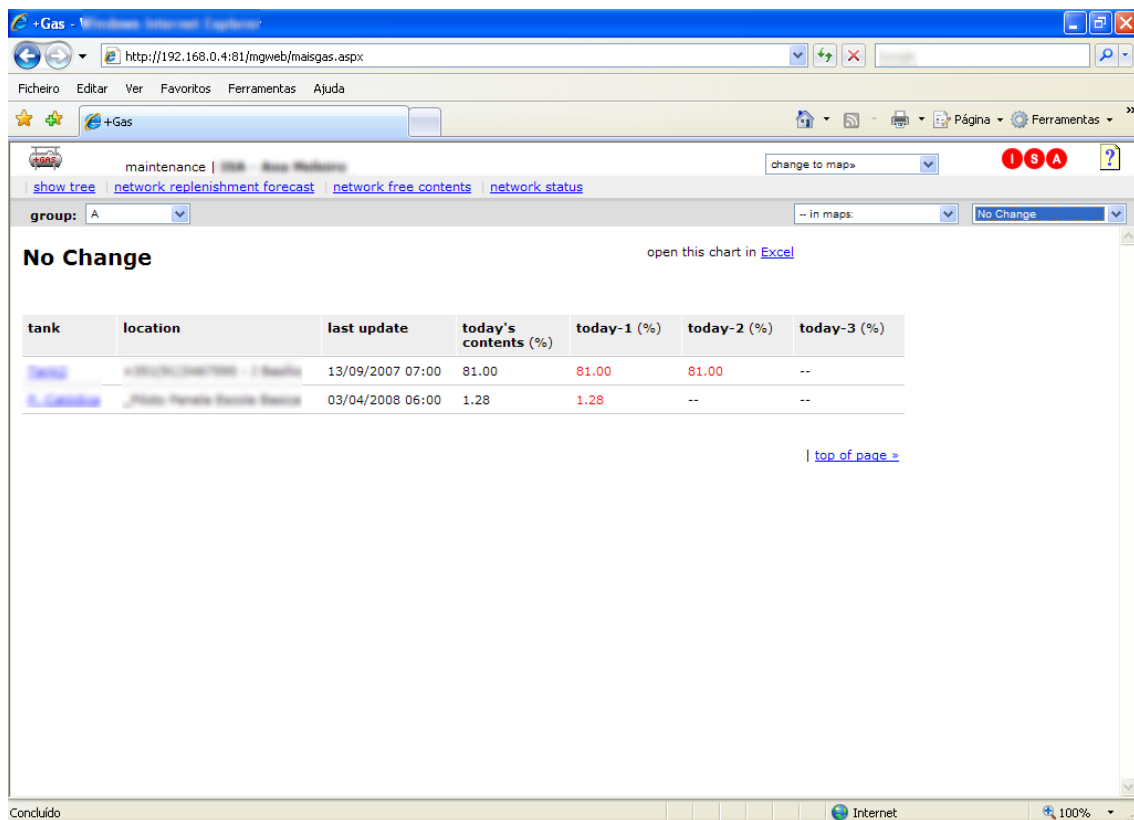 +Gas -
http://192.168.0.4:81/mgweb/maisgas.aspx
Ficheiro Editar Ver Favoritos Ferramentas Ajuda
+Gas Página Ferramentas
+GAS maintenance | change to map» I S A ?
| show tree | network replenishment forecast | network free contents | network status
group: A -- in maps: No Change
No Change open this chart in Excel
tank location last update today's contents (%) today-1 (%) today-2 (%) today-3 (%)
13/09/2007 07:00 81.00 81.00 81.00 --
03/04/2008 06:00 1.28 1.28 -- --
| top of page »
Concluído Internet 100%